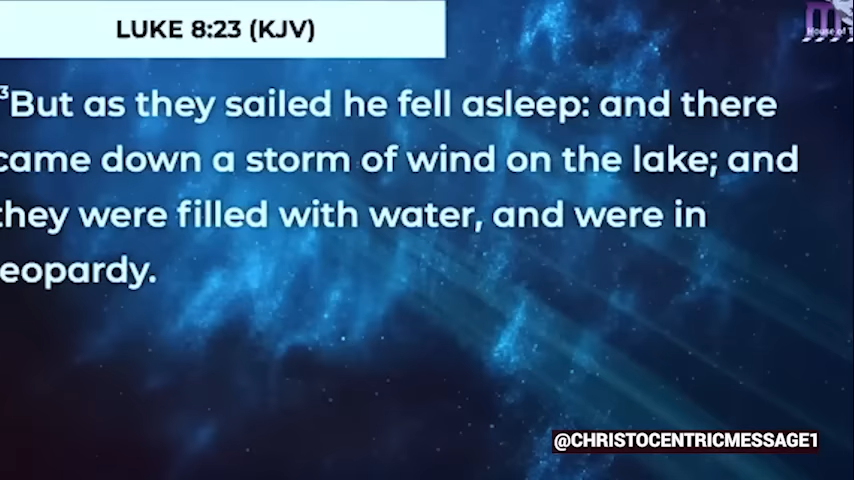 LUKE 8:23 (KJV)
³But as they sailed he fell asleep: and there
came down a storm of wind on the lake; and
they were filled with water, and were in
eopardy.
@CHRISTOCENTRICMESSAGE1